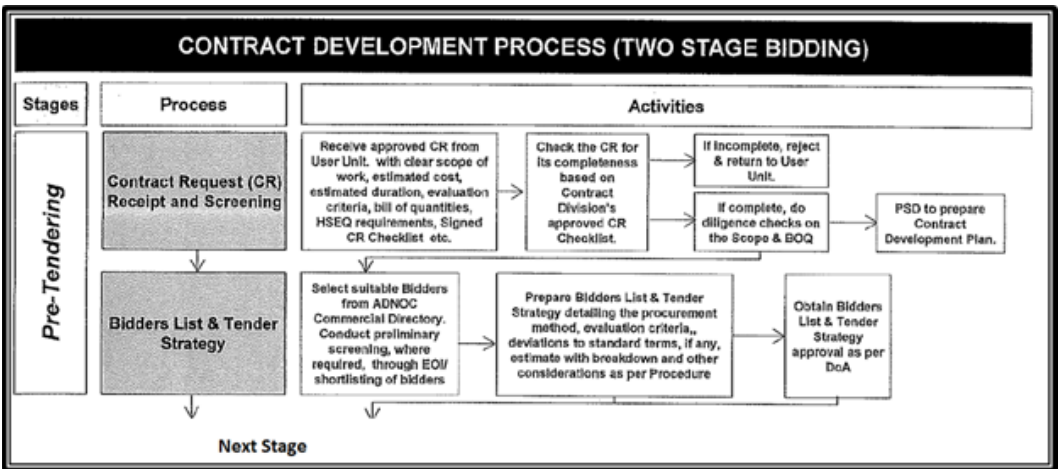 CONTRACT DEVELOPMENT PROCESS (TWO STAGE BIDDING)
Stages
Process
Activities
Pre-Tendering
Contract Request (CR)
Receipt and Screening
Receive approved CR from
User Unit. with clear scope of
work, estimated cost,
estimated duration, evaluation
criteria, bill of quantities,
HSEQ requirements, Signed
CR Checklist etc.
Check the CR for
its completeness
based on
Contract
Division's
approved CR
Checklist.
If Incomplete, reject
& return to User
Unit.
If complete, do
diligence checks on
the Scope & BOQ
PSD to prepare
Contract
Development Plan.
Bidders List & Tender
Strategy
Select suitable Bidders
from ADNOC
Commercial Directory.
Conduct preliminary
screening, where
required, through EOI/
shortlisting of bidders
Prepare Bidders List & Tender
Strategy detailing the procurement
method, evaluation criteria,,
deviations to standard terms, if any,
estimate with breakdown and other
considerations as per Procedure
Obtain Bidders
List & Tender
Strategy
approval as per
DoA
Next Stage